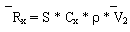 ¯Rₓ = S * Cₓ * ρ * ¯V₂